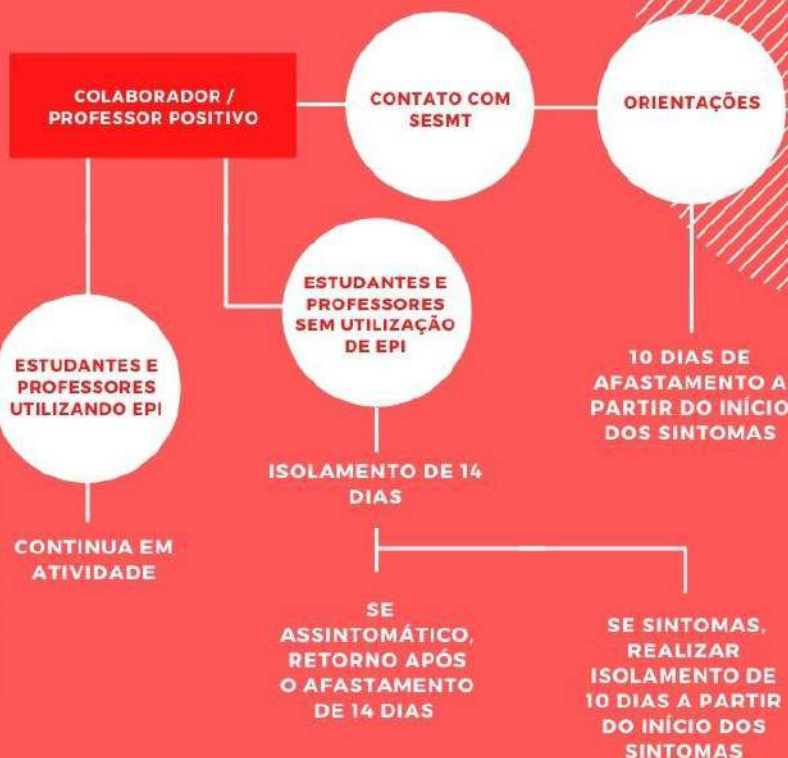 COLABORADOR /
PROFESSOR POSITIVO
CONTATO COM
SESMT
ORIENTAÇÕES
ESTUDANTES E
PROFESSORES
SEM UTILIZAÇÃO
DE EPI
ESTUDANTES E
PROFESSORES
UTILIZANDO EPI
10 DIAS DE
AFASTAMENTO A
PARTIR DO INÍCIO
DOS SINTOMAS
ISOLAMENTO DE 14
DIAS
CONTINUA EM
ATIVIDADE
SE
ASSINTOMÁTICO,
RETORNO APÓS
O AFASTAMENTO
DE 14 DIAS
SE SINTOMAS,
REALIZAR
ISOLAMENTO DE
10 DIAS A PARTIR
DO INÍCIO DOS
SINTOMAS